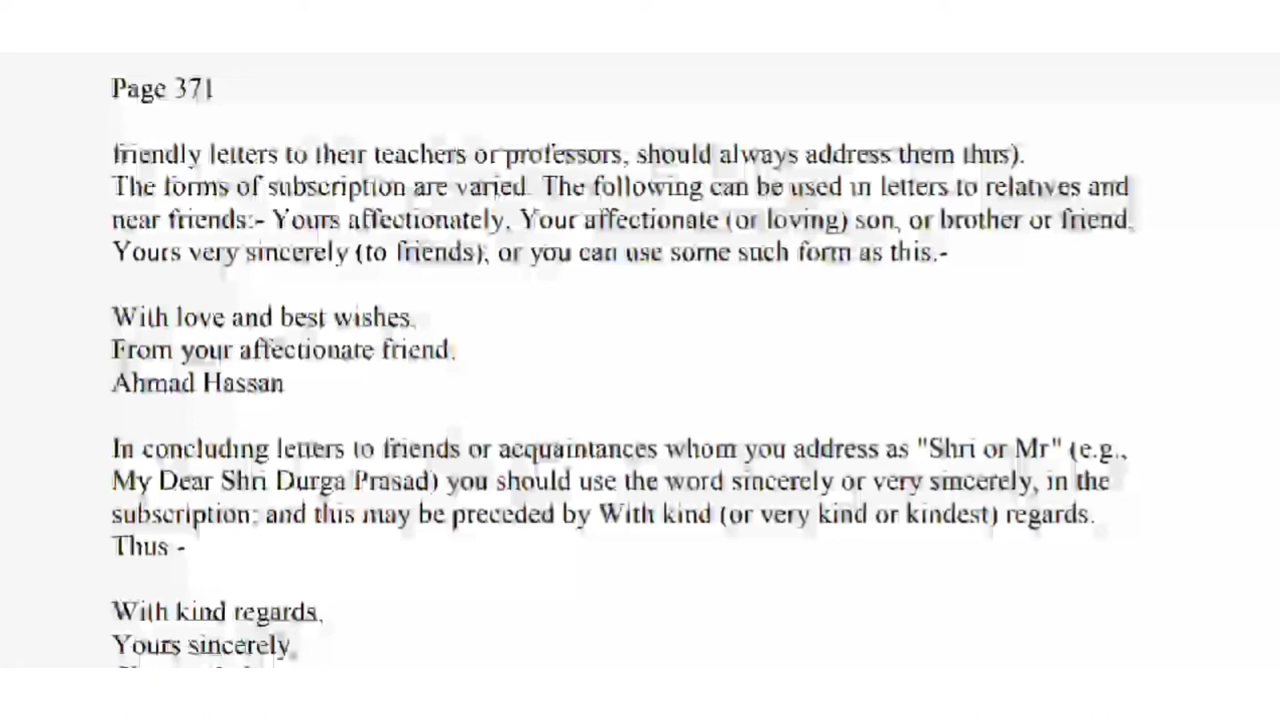 Page 371
friendly letters to their teachers or professors, should always address them thus).
The forms of subscription are varied. The following can be used in letters to relatives and
near friends:- Yours affectionately, Your affectionate (or loving) son, or brother or friend,
Yours very sincerely (to friends), or you can use some such form as this.-
With love and best wishes,
From your affectionate friend,
Ahmad Hassan
In concluding letters to friends or acquaintances whom you address as "Shri or Mr" (e.g.,
My Dear Shri Durga Prasad) you should use the word sincerely or very sincerely, in the
subscription; and this may be preceded by With kind (or very kind or kindest) regards.
Thus -
With kind regards,
Yours sincerely,